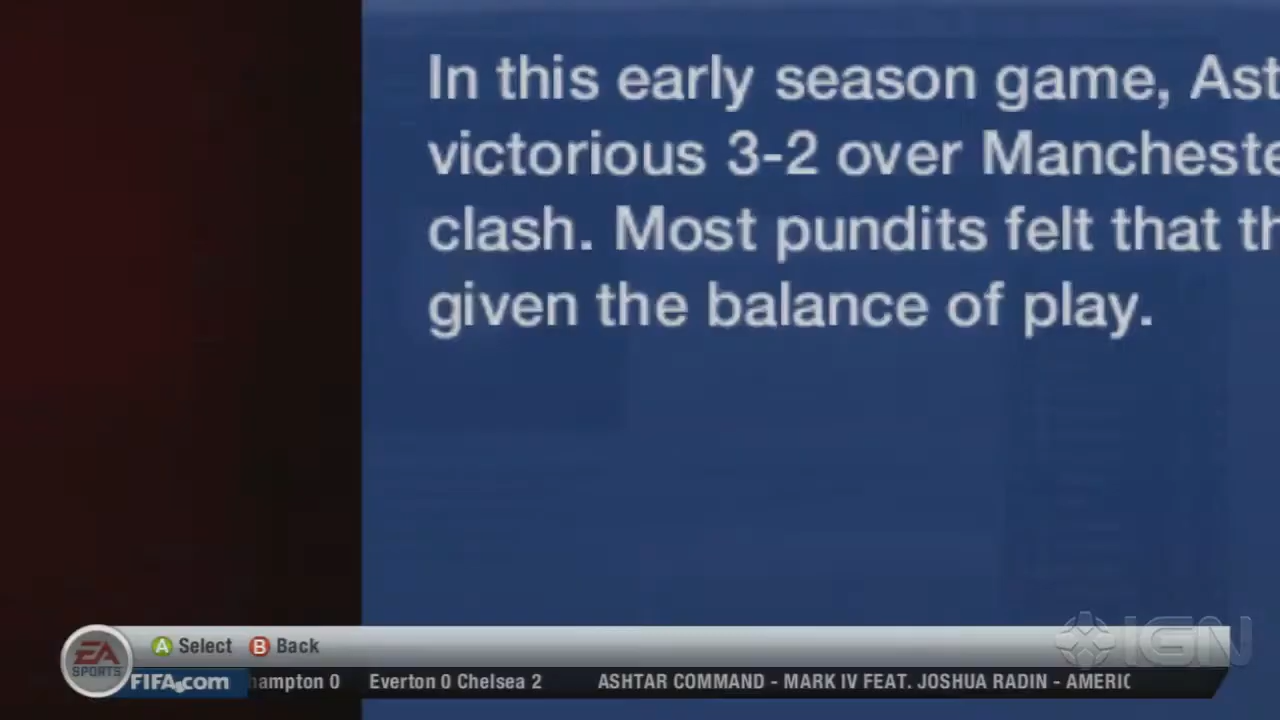 In this early season game, Ast
victorious 3-2 over Mancheste
clash. Most pundits felt that th
given the balance of play.
A Select B Back
IGN
EA SPORTS
FIFA.com hampton 0 Everton 0 Chelsea 2 ASHTAR COMMAND - MARK IV FEAT. JOSHUA RADIN - AMERIC